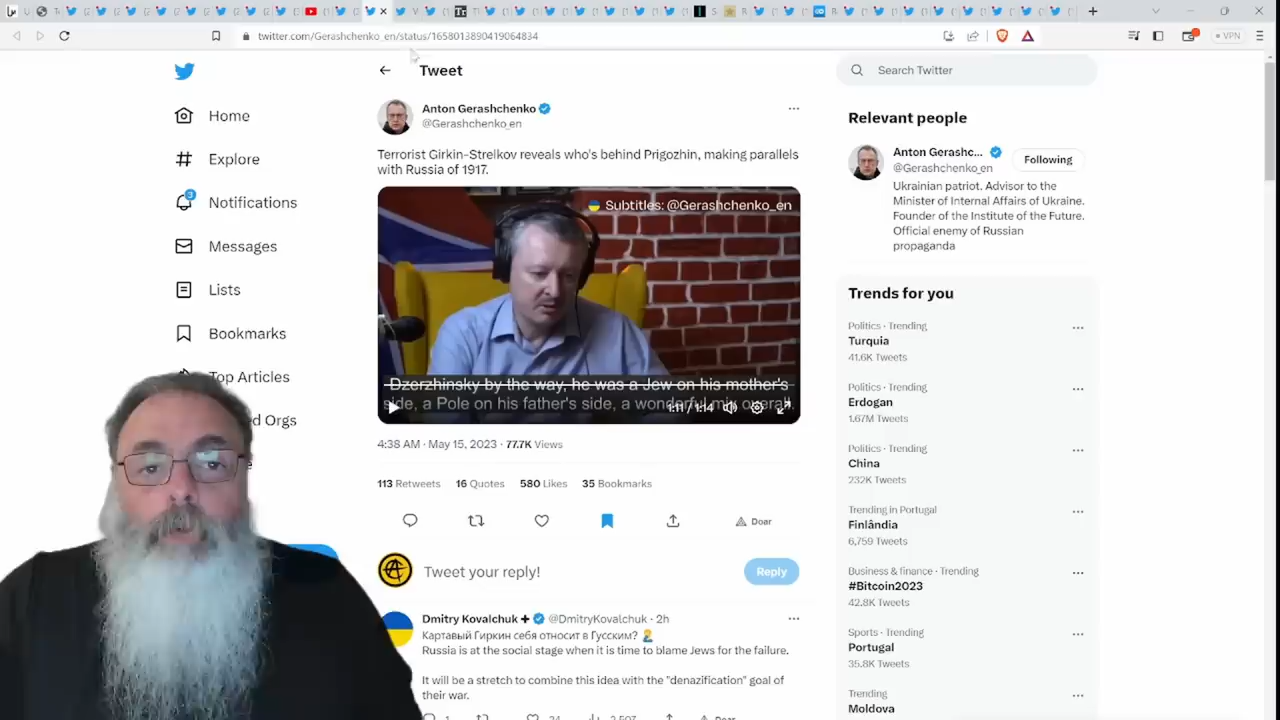 twitter.com/Gerashchenko_en/status/1658013890419064834
VPN
Home
Explore
3
Notifications
Messages
Lists
Bookmarks
Top Articles
d Orgs
Tweet
Anton Gerashchenko
@Gerashchenko_en
Terrorist Girkin-Strelkov reveals who's behind Prigozhin, making parallels
with Russia of 1917.
Subtitles: @Gerashchenko_en
Dzerzhinsky by the way, he was a Jew on his mother's
side, a Pole on his father's side, a wonderful mix overall.
1:11 / 1:14
4:38 AM · May 15, 2023 · 77.7K Views
113 Retweets 16 Quotes 580 Likes 35 Bookmarks
Doar
Tweet your reply!
Reply
Dmitry Kovalchuk @DmitryKovalchuk · 2h
Картавый Гиркин себя относит в Гусским?
Russia is at the social stage when it is time to blame Jews for the failure.
It will be a stretch to combine this idea with the "denazification" goal of
their war.
Search Twitter
Relevant people
Anton Gerashc...
@Gerashchenko_en
Following
Ukrainian patriot. Advisor to the
Minister of Internal Affairs of Ukraine.
Founder of the Institute of the Future.
Official enemy of Russian
propaganda
Trends for you
Politics · Trending
Turquia
41.6K Tweets
Politics · Trending
Erdogan
1.67M Tweets
Politics · Trending
China
232K Tweets
Trending in Portugal
Finlândia
6,759 Tweets
Business & finance · Trending
#Bitcoin2023
42.8K Tweets
Sports · Trending
Portugal
35.8K Tweets
Trending
Moldova